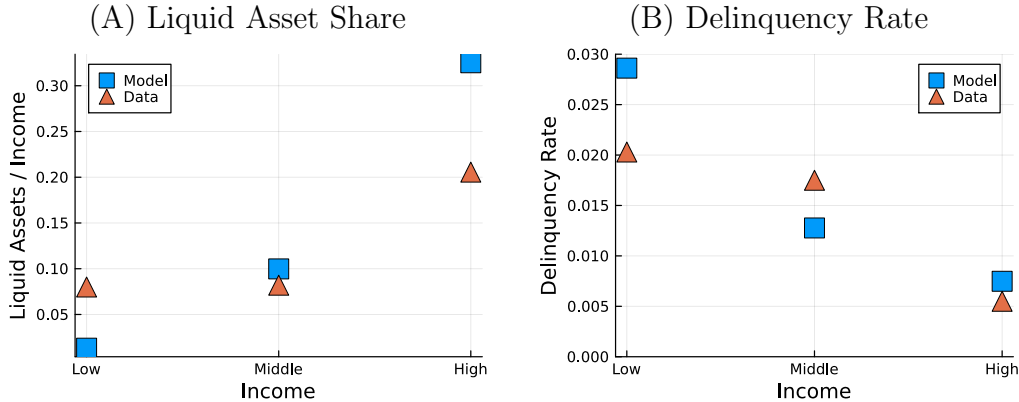 (A) Liquid Asset Share
Liquid Assets / Income
0.30
0.25
0.20
0.15
0.10
0.05
Model
Data
Low
Middle
High
Income
(B) Delinquency Rate
Delinquency Rate
0.030
0.025
0.020
0.015
0.010
0.005
0.000
Model
Data
Low
Middle
High
Income